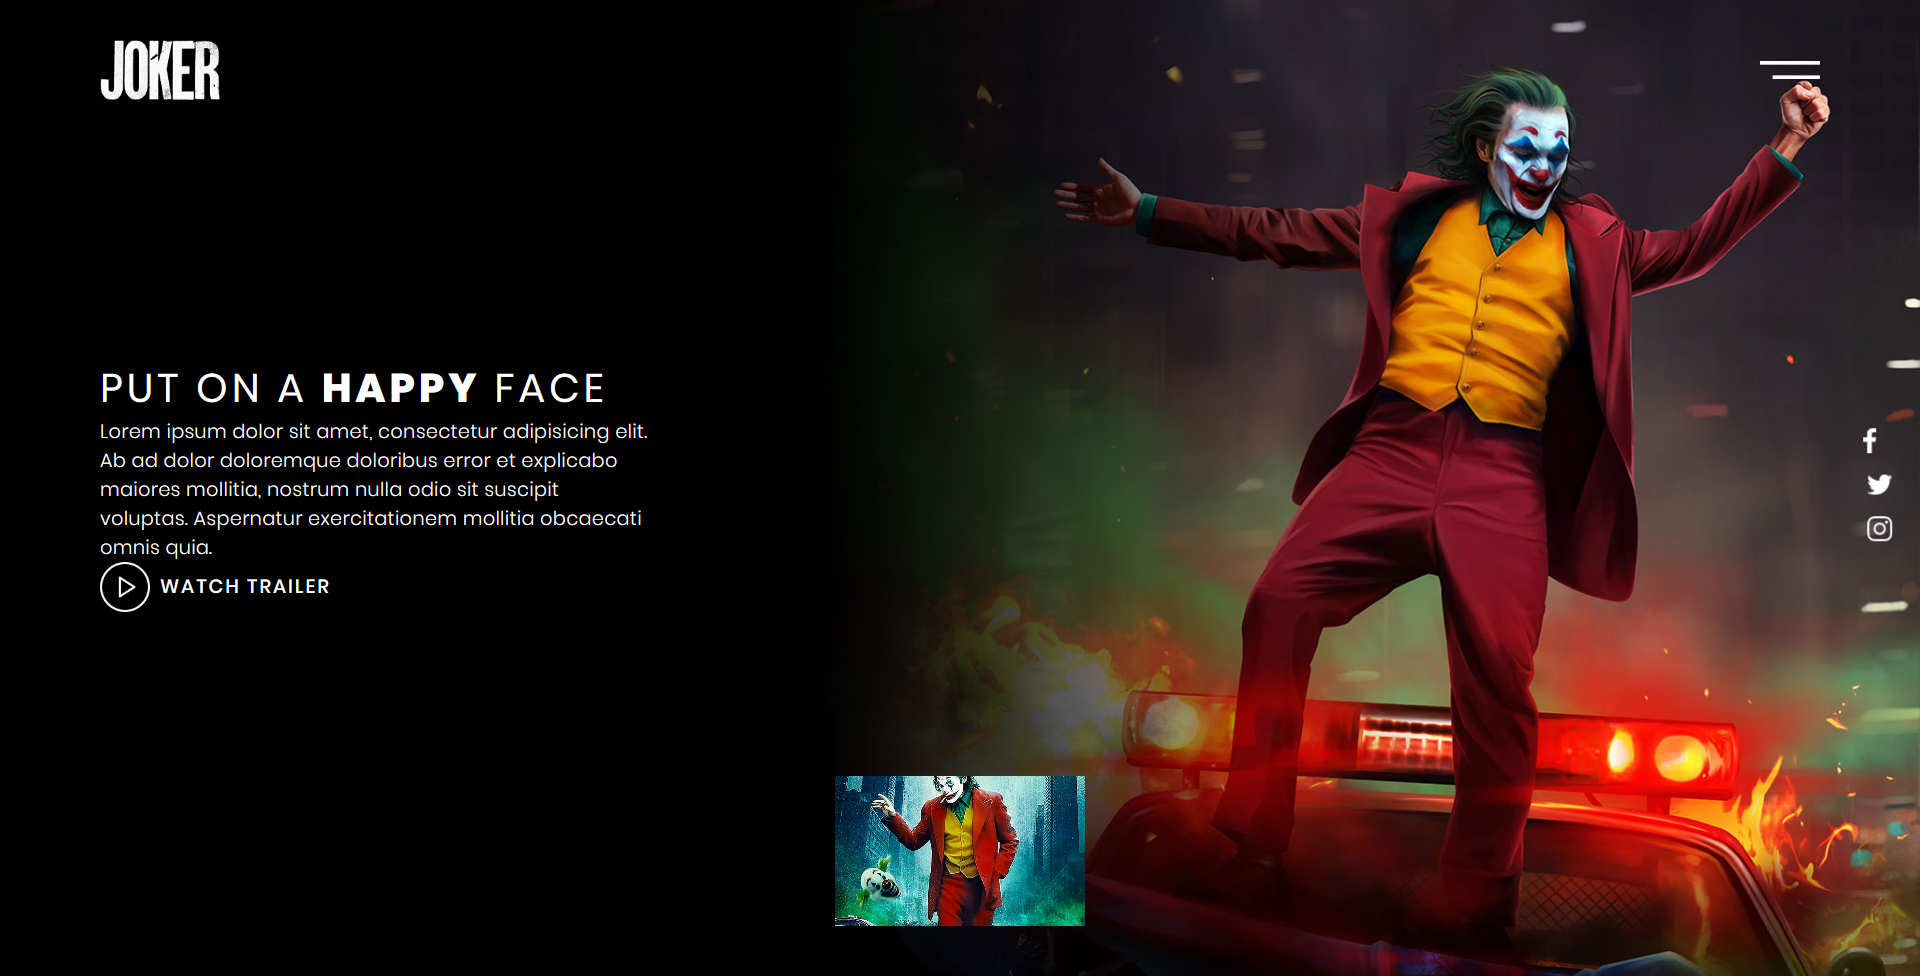 JOKER
PUT ON A HAPPY FACE
Lorem ipsum dolor sit amet, consectetur adipisicing elit.
Ab ad dolor doloremque doloribus error et explicabo
maiores mollitia, nostrum nulla odio sit suscipit
voluptas. Aspernatur exercitationem mollitia obcaecati
omnis quia.
WATCH TRAILER